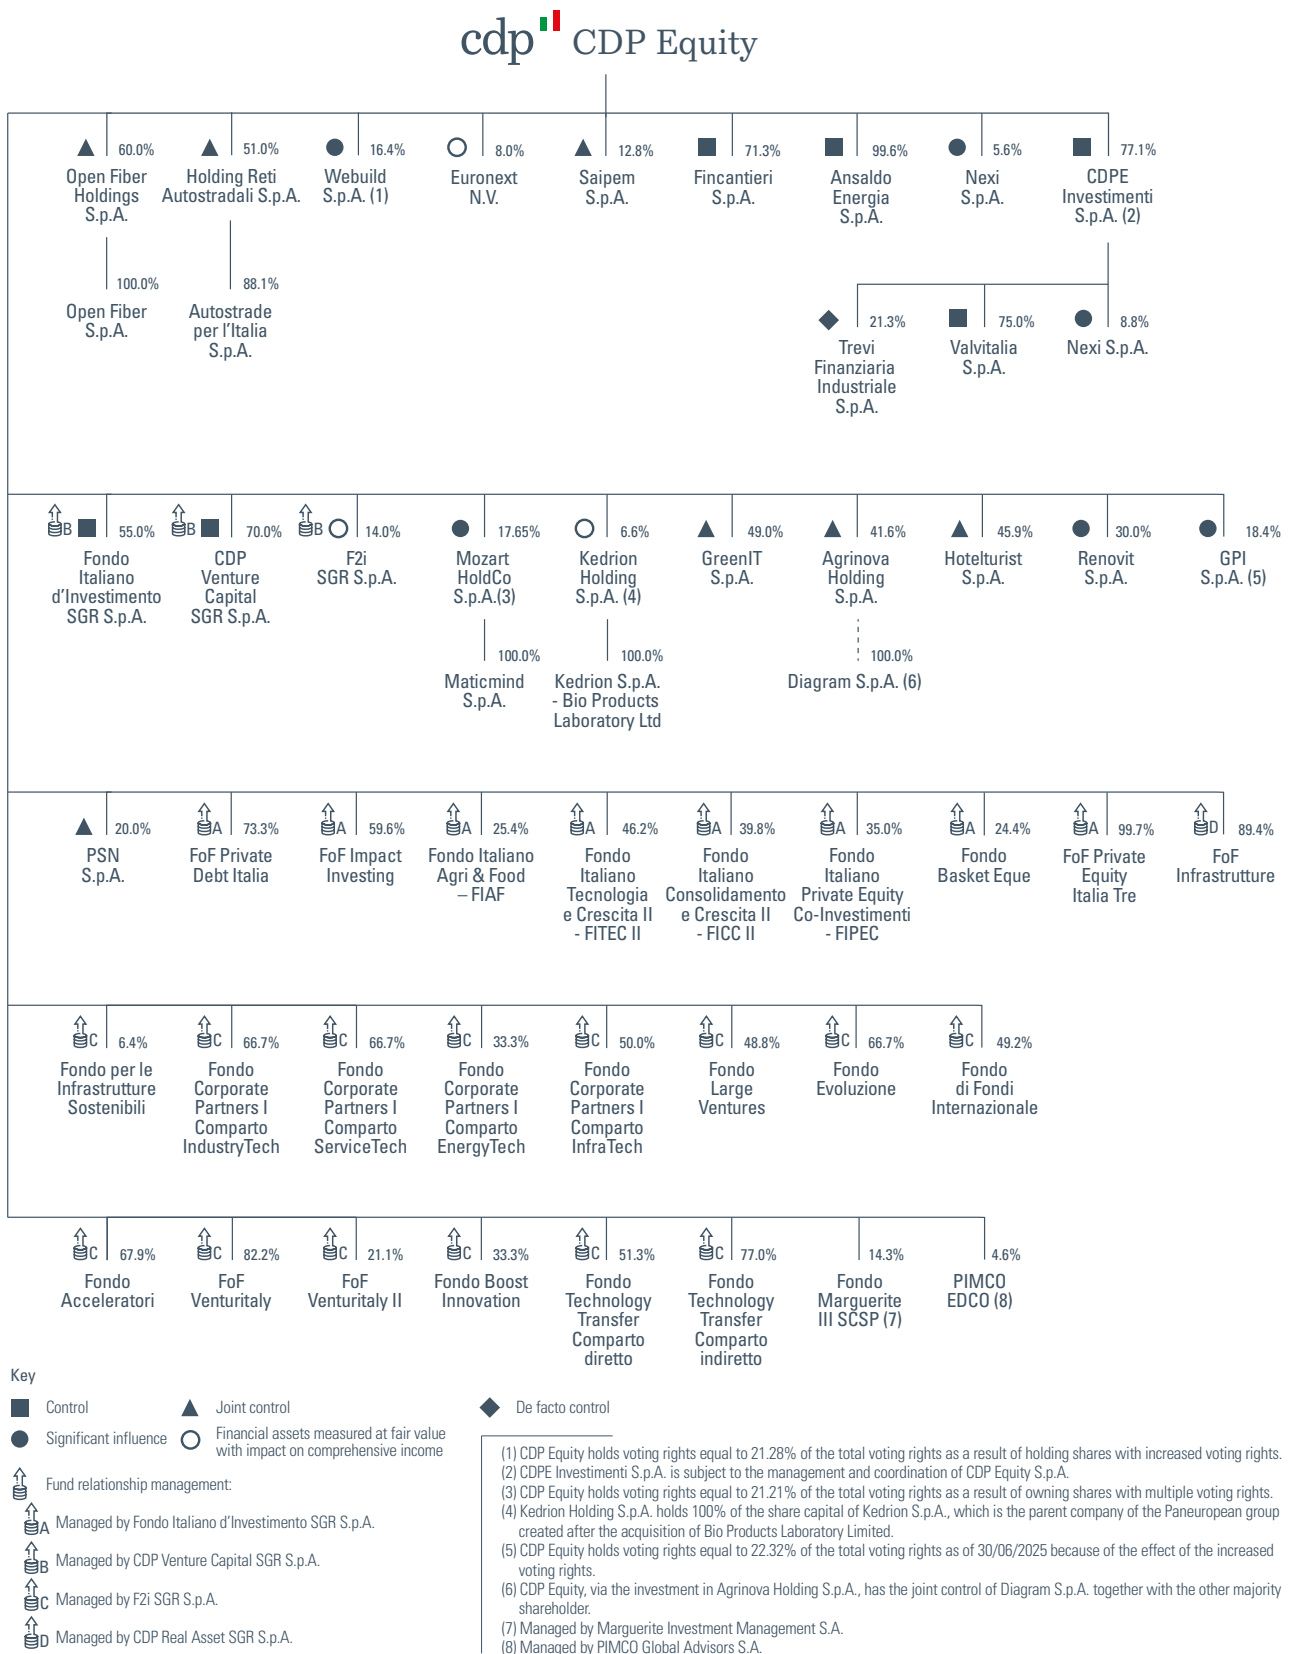 cdp CDP Equity
60.0% 51.0% 16.4% 8.0% 12.8% 71.3% 99.6% 5.6% 77.1%
Open Fiber
Holdings
S.p.A.
Holding Reti
Autostradali S.p.A.
Webuild
S.p.A. (1)
Euronext
N.V.
Saipem
S.p.A.
Fincantieri
S.p.A.
Ansaldo
Energia
S.p.A.
Nexi
S.p.A.
CDPE
Investimenti
S.p.A. (2)
100.0% 88.1%
Open Fiber
S.p.A.
Autostrade
per l'Italia
S.p.A.
21.3% 75.0% 8.8%
Trevi
Finanziaria
Industriale
S.p.A.
Valvitalia
S.p.A.
Nexi S.p.A.
B 55.0% B 70.0% B 14.0% 17.65% 6.6% 49.0% 41.6% 45.9% 30.0% 18.4%
Fondo
Italiano
d'Investimento
SGR S.p.A.
CDP
Venture
Capital
SGR S.p.A.
F2i
SGR S.p.A.
Mozart
HoldCo
S.p.A.(3)
Kedrion
Holding
S.p.A. (4)
GreenIT
S.p.A.
Agrinova
Holding
S.p.A.
Hotelturist
S.p.A.
Renovit
S.p.A.
GPI
S.p.A. (5)
100.0% 100.0% 100.0%
Maticmind
S.p.A.
Kedrion S.p.A.
- Bio Products
Laboratory Ltd
Diagram S.p.A. (6)
20.0% A 73.3% A 59.6% A 25.4% A 46.2% A 39.8% A 35.0% A 24.4% A 99.7% D 89.4%
PSN
S.p.A.
FoF Private
Debt Italia
FoF Impact
Investing
Fondo Italiano
Agri & Food
– FIAF
Fondo
Italiano
Tecnologia
e Crescita II
- FITEC II
Fondo
Italiano
Consolidamento
e Crescita II
- FICC II
Fondo
Italiano
Private Equity
Co-Investimenti
- FIPEC
Fondo
Basket Eque
FoF Private
Equity
Italia Tre
FoF
Infrastrutture
C 6.4% C 66.7% C 66.7% C 33.3% C 50.0% C 48.8% C 66.7% C 49.2%
Fondo per le
Infrastrutture
Sostenibili
Fondo
Corporate
Partners I
Comparto
IndustryTech
Fondo
Corporate
Partners I
Comparto
ServiceTech
Fondo
Corporate
Partners I
Comparto
EnergyTech
Fondo
Corporate
Partners I
Comparto
InfraTech
Fondo
Large
Ventures
Fondo
Evoluzione
Fondo
di Fondi
Internazionale
C 67.9% C 82.2% C 21.1% C 33.3% C 51.3% C 77.0% 14.3% 4.6%
Fondo
Acceleratori
FoF
Venturitaly
FoF
Venturitaly II
Fondo Boost
Innovation
Fondo
Technology
Transfer
Comparto
diretto
Fondo
Technology
Transfer
Comparto
indiretto
Fondo
Marguerite
III SCSP (7)
PIMCO
EDCO (8)
Key
Control
Joint control
De facto control
Significant influence
Financial assets measured at fair value
with impact on comprehensive income
Fund relationship management:
A Managed by Fondo Italiano d'Investimento SGR S.p.A.
B Managed by CDP Venture Capital SGR S.p.A.
C Managed by F2i SGR S.p.A.
D Managed by CDP Real Asset SGR S.p.A.
(1) CDP Equity holds voting rights equal to 21.28% of the total voting rights as a result of holding shares with increased voting rights.
(2) CDPE Investimenti S.p.A. is subject to the management and coordination of CDP Equity S.p.A.
(3) CDP Equity holds voting rights equal to 21.21% of the total voting rights as a result of owning shares with multiple voting rights.
(4) Kedrion Holding S.p.A. holds 100% of the share capital of Kedrion S.p.A., which is the parent company of the Paneuropean group
created after the acquisition of Bio Products Laboratory Limited.
(5) CDP Equity holds voting rights equal to 22.32% of the total voting rights as of 30/06/2025 because of the effect of the increased
voting rights.
(6) CDP Equity, via the investment in Agrinova Holding S.p.A., has the joint control of Diagram S.p.A. together with the other majority
shareholder.
(7) Managed by Marguerite Investment Management S.A.
(8) Managed by PIMCO Global Advisors S.A.